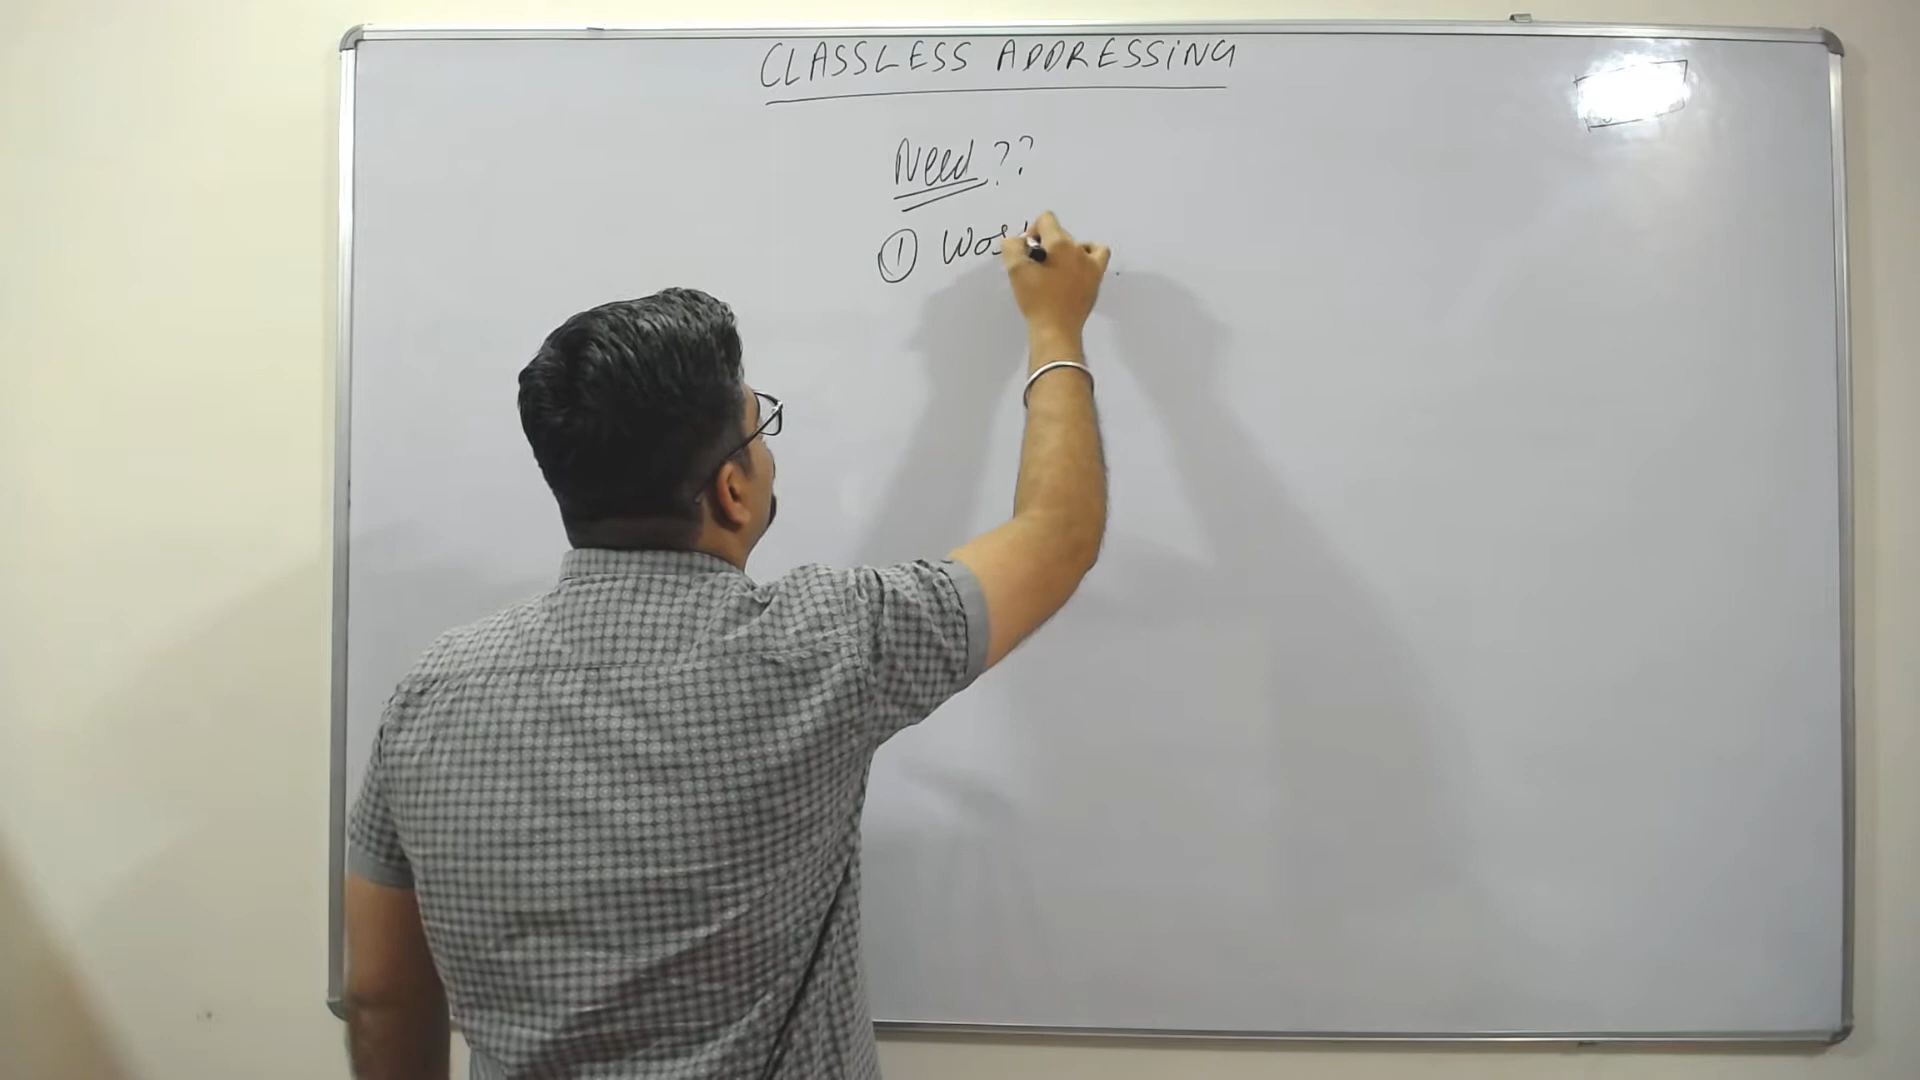 CLASSLESS ADDRESSING
Need ??
①